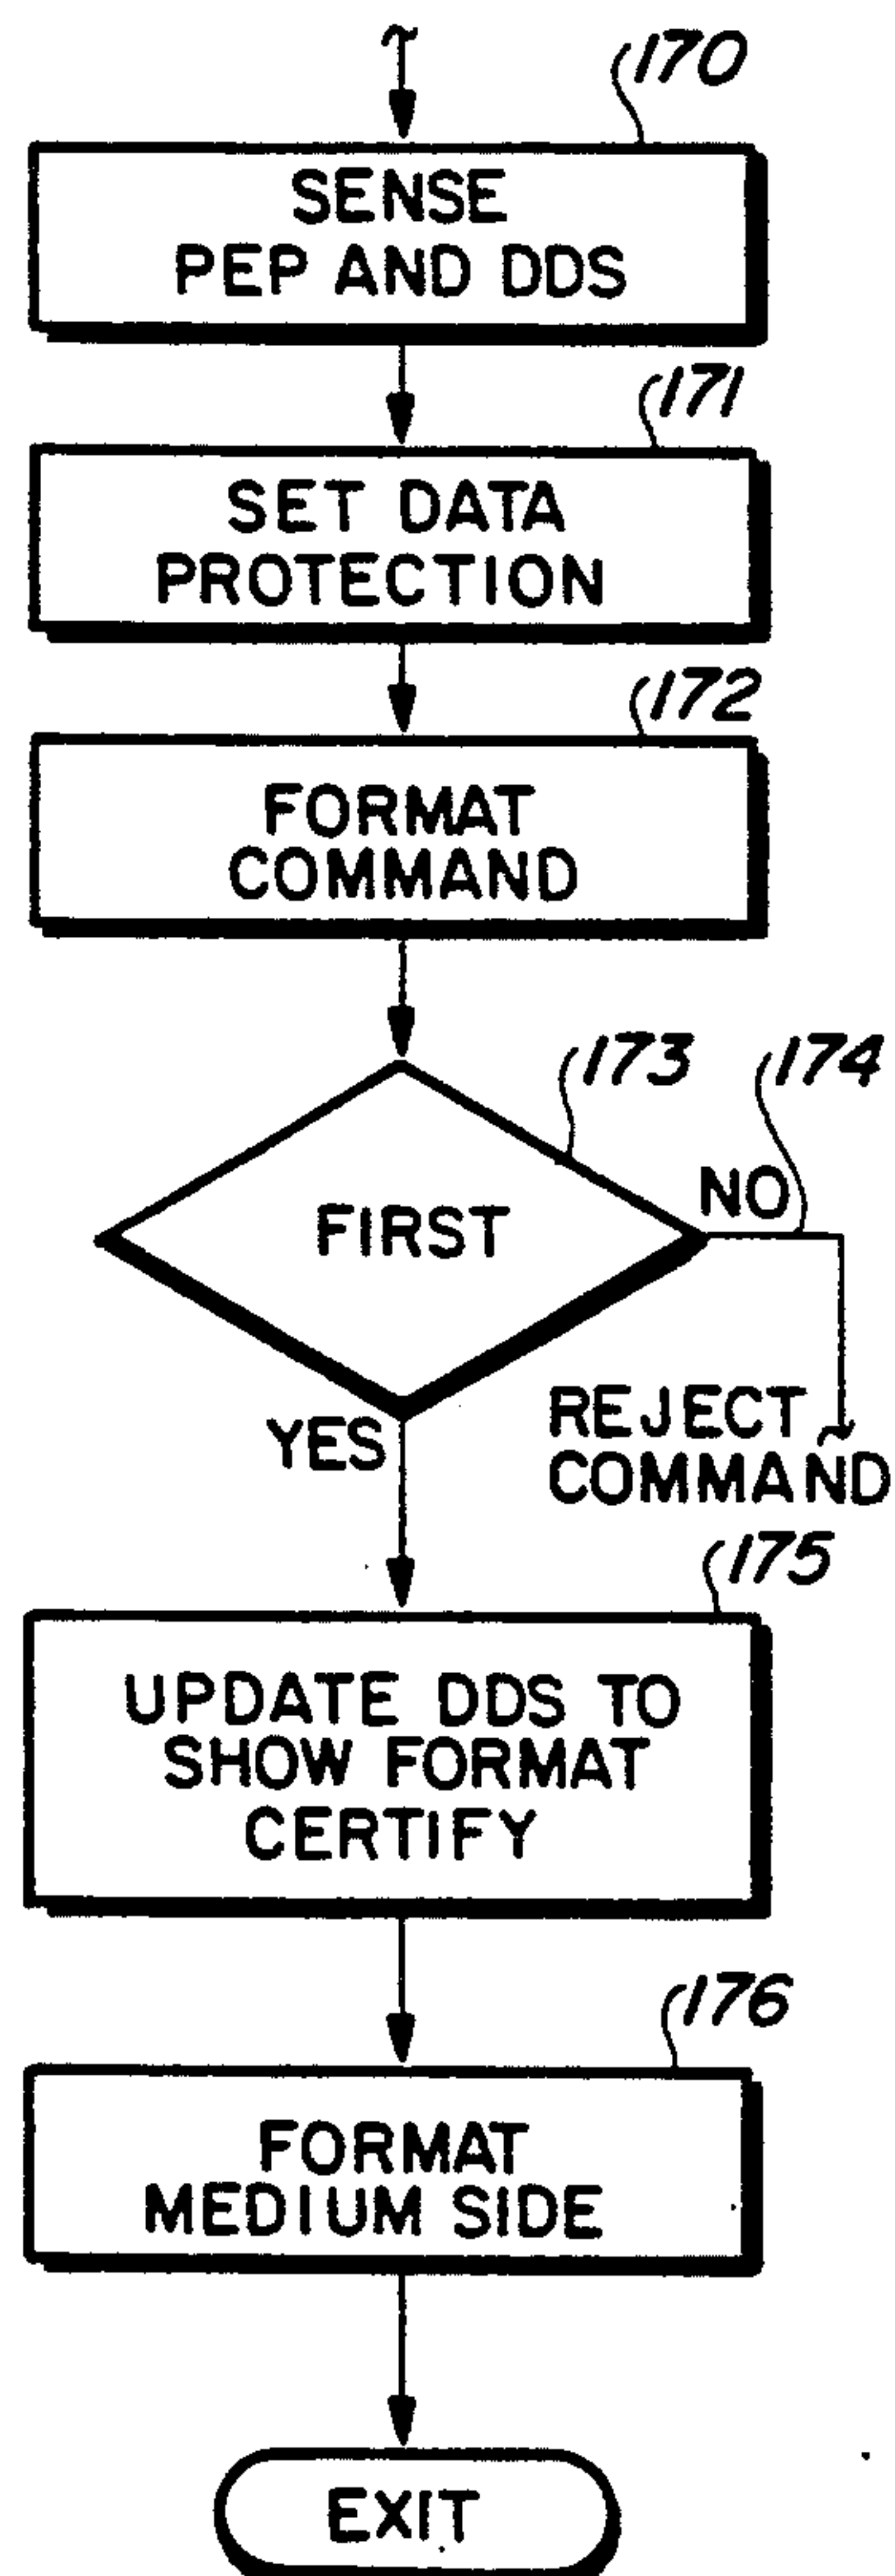 170
SENSE
PEP AND DDS
171
SET DATA
PROTECTION
172
FORMAT
COMMAND
173
174
FIRST
NO
YES
REJECT
COMMAND
175
UPDATE DDS TO
SHOW FORMAT
CERTIFY
176
FORMAT
MEDIUM SIDE
EXIT